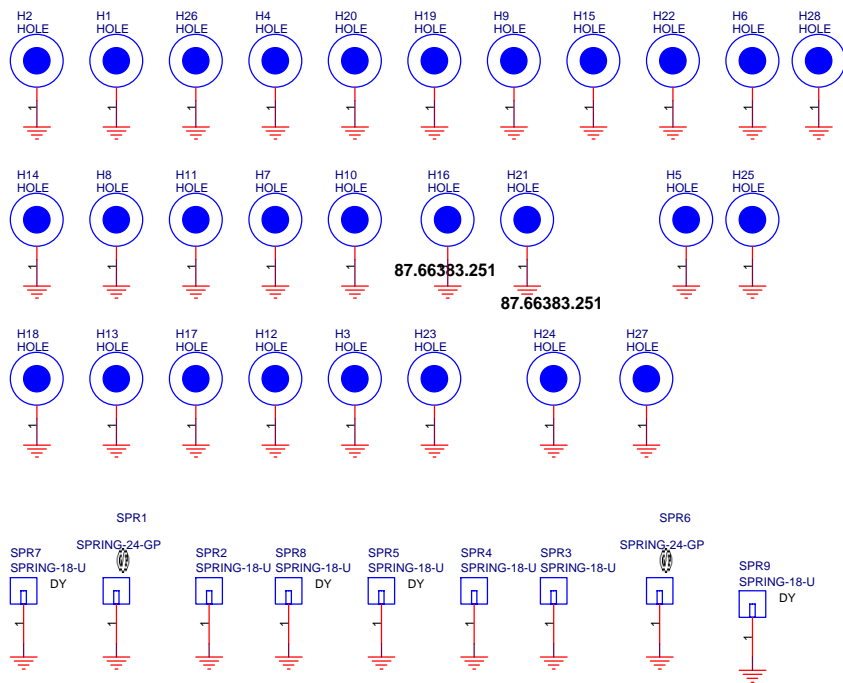 H2 H1 H26 H4 H20 H19 H9 H15 H22 H6 H28
HOLE HOLE HOLE HOLE HOLE HOLE HOLE HOLE HOLE HOLE HOLE
1 1 1 1 1 1 1 1 1 1 1
H14 H8 H11 H7 H10 H16 H21 H5 H25
HOLE HOLE HOLE HOLE HOLE HOLE HOLE HOLE HOLE
1 1 1 1 1 1 1 1 1
87.66383.251
87.66383.251
H18 H13 H17 H12 H3 H23 H24 H27
HOLE HOLE HOLE HOLE HOLE HOLE HOLE HOLE
1 1 1 1 1 1 1 1
SPR1 SPR6
SPRING-24-GP SPRING-24-GP
SPR7 SPR2 SPR8 SPR5 SPR4 SPR3
SPRING-18-U SPRING-18-U SPRING-18-U SPRING-18-U SPRING-18-U SPRING-18-U
SPR9
SPRING-18-U
DY DY DY
DY
1 1 1 1 1 1 1 1 1